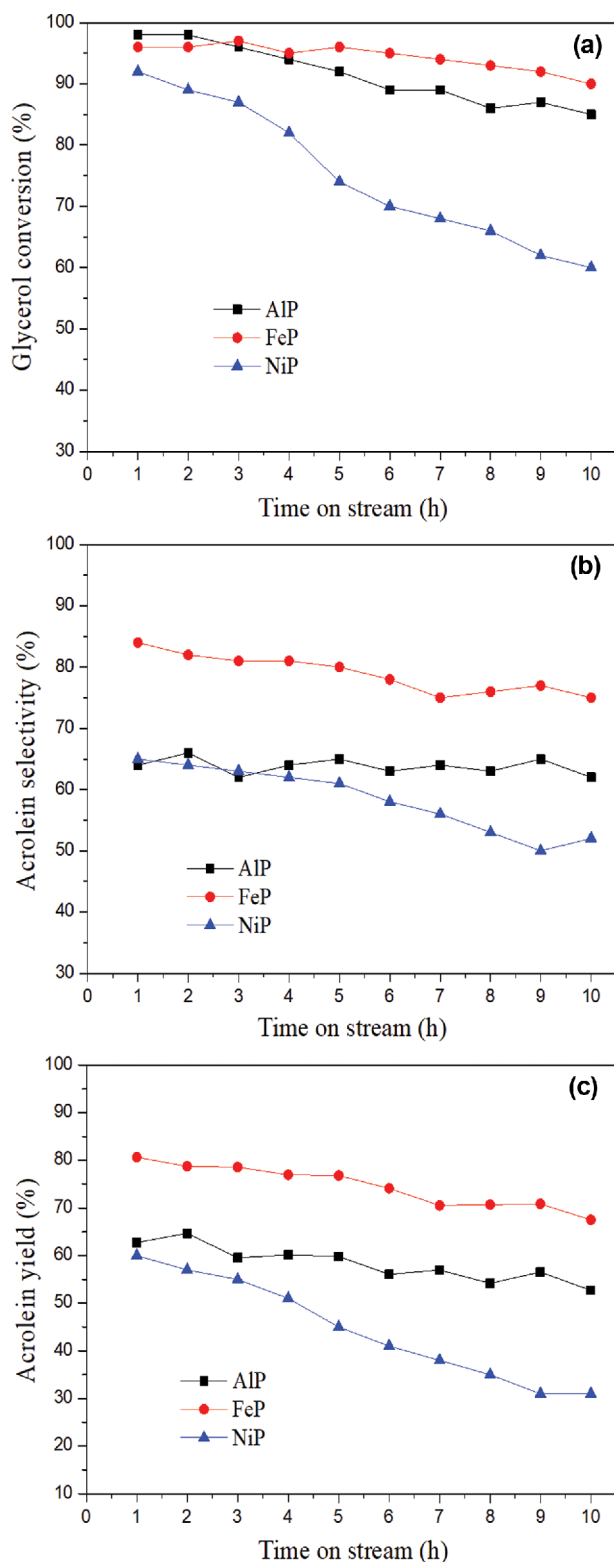 (a)
Glycerol conversion (%)
100
90
80
70
60
50
40
30
AlP
FeP
NiP
0 1 2 3 4 5 6 7 8 9 10
Time on stream (h)
(b)
Acrolein selectivity (%)
100
90
80
70
60
50
40
30
AlP
FeP
NiP
0 1 2 3 4 5 6 7 8 9 10
Time on stream (h)
(c)
Acrolein yield (%)
100
90
80
70
60
50
40
30
20
10
AlP
FeP
NiP
0 1 2 3 4 5 6 7 8 9 10
Time on stream (h)